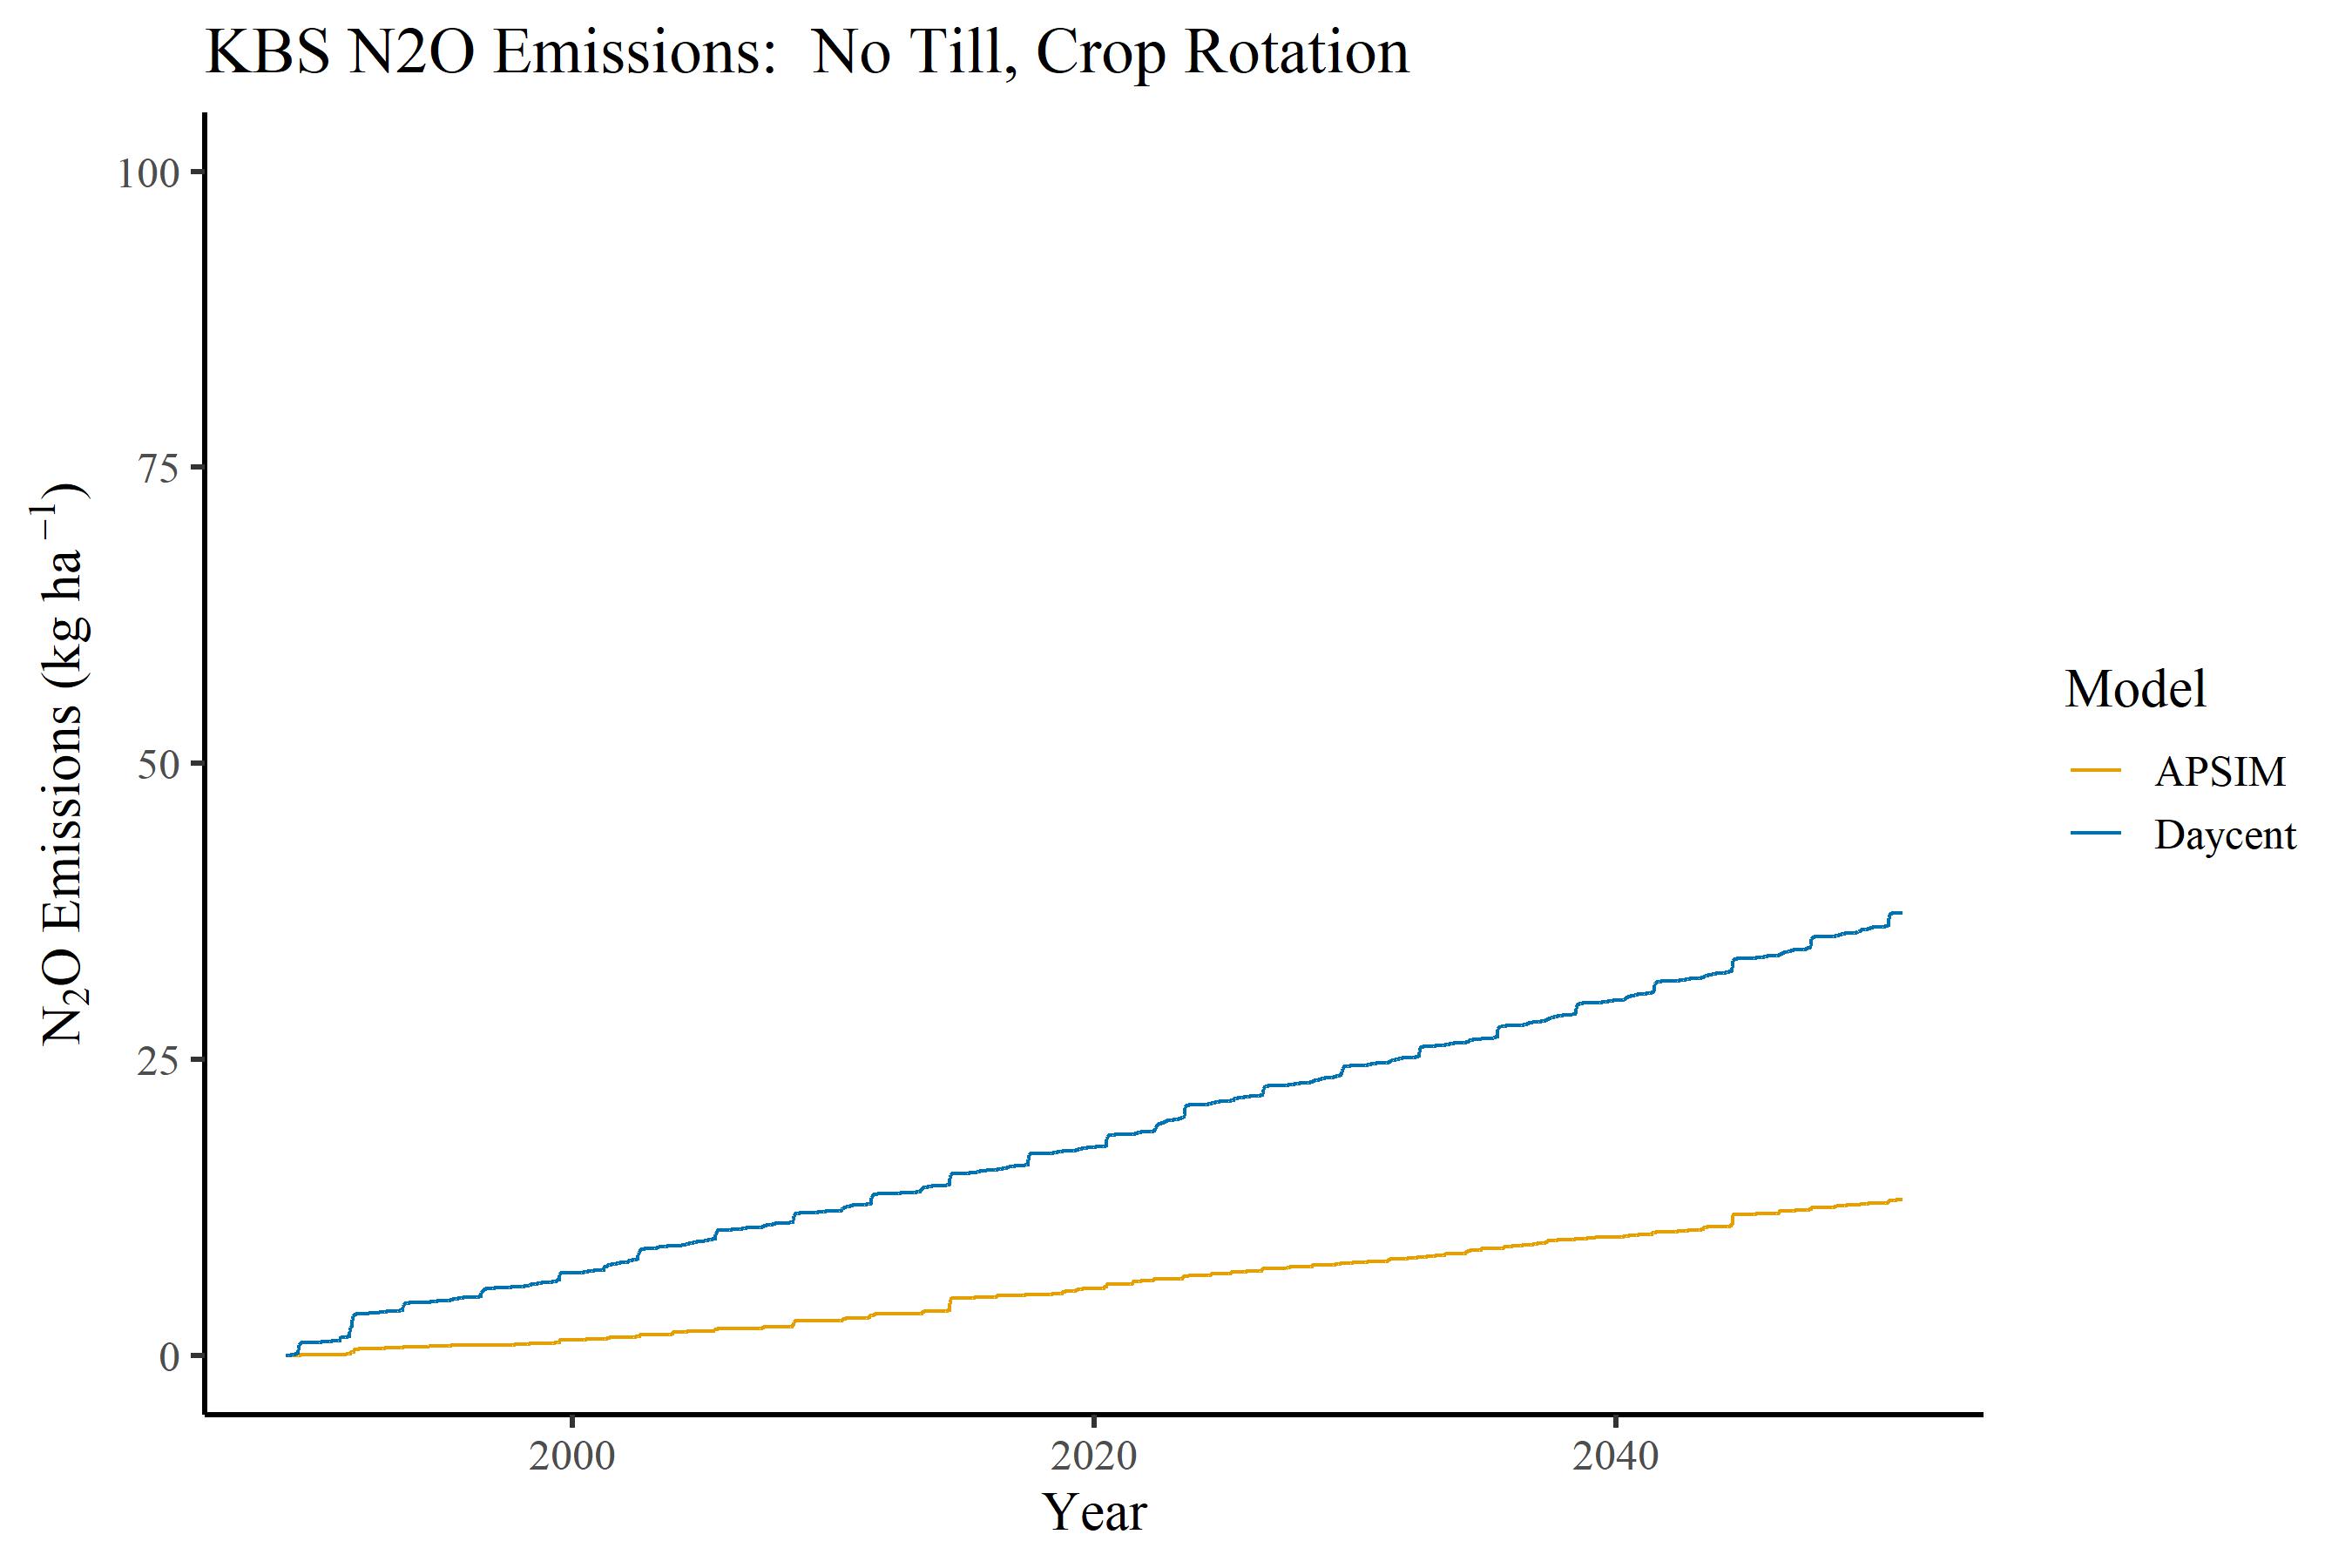 KBS N2O Emissions:  No Till, Crop Rotation
N₂O Emissions (kg ha⁻¹)
100
75
50
25
0
2000 2020 2040
Year
Model
APSIM
Daycent